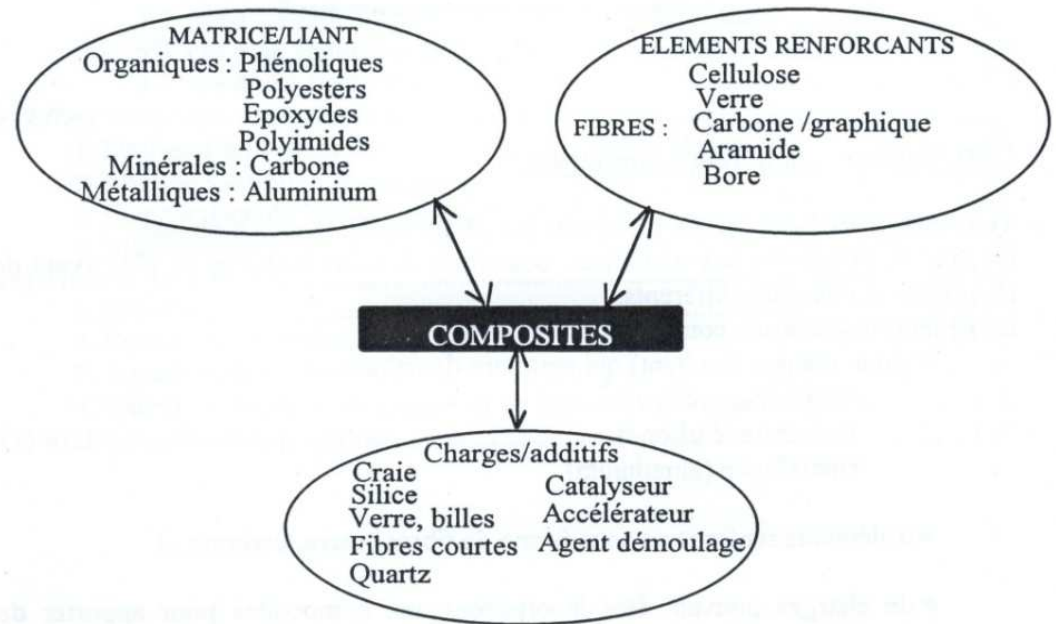 MATRICE/LIANT
Organiques : Phénoliques
Polyesters
Epoxydes
Polyimides
Minérales : Carbone
Métalliques : Aluminium
ELEMENTS RENFORCANTS
Cellulose
Verre
FIBRES : Carbone /graphique
Aramide
Bore
COMPOSITES
Charges/additifs
Craie
Silice
Verre, billes
Fibres courtes
Quartz
Catalyseur
Accélérateur
Agent démoulage